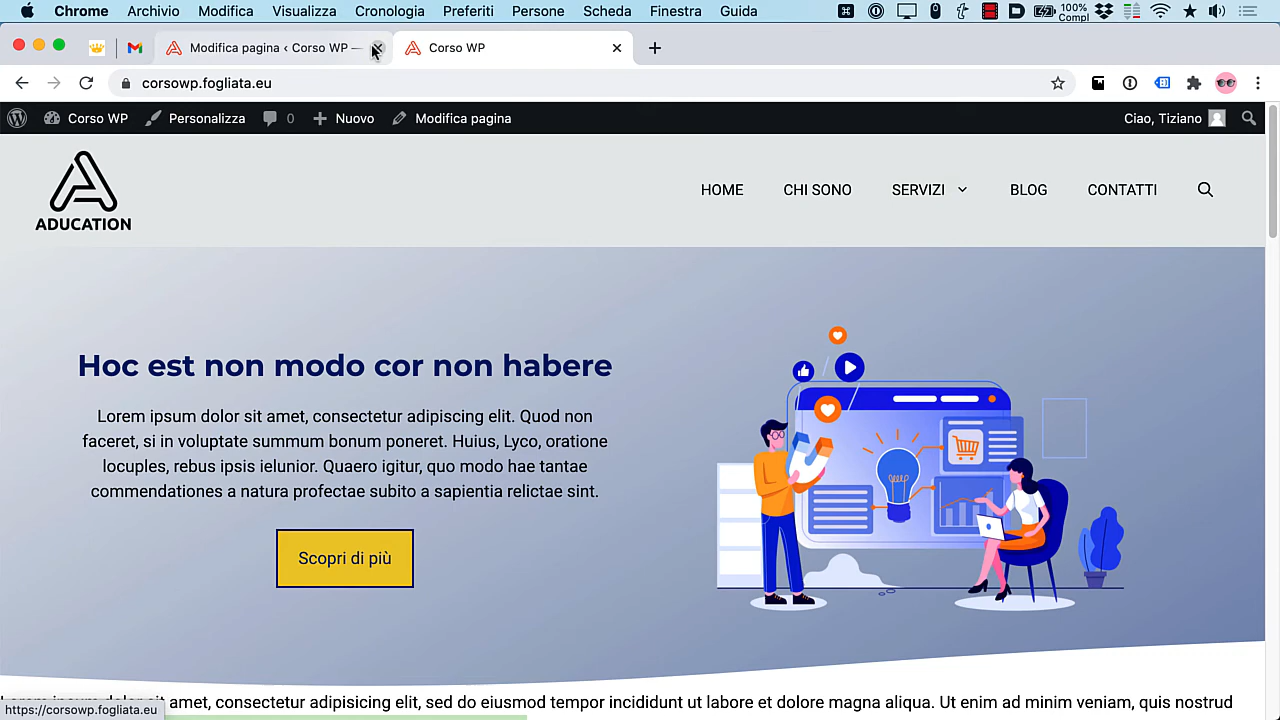 Chrome Archivio Modifica Visualizza Cronologia Preferiti Persone Scheda Finestra Guida 100% Compl
Modifica pagina ‹ Corso WP —
Corso WP
corsowp.fogliata.eu
Corso WP Personalizza 0 Nuovo Modifica pagina Ciao, Tiziano
ADUCATION
HOME CHI SONO SERVIZI BLOG CONTATTI
Hoc est non modo cor non habere
Lorem ipsum dolor sit amet, consectetur adipiscing elit. Quod non
faceret, si in voluptate summum bonum poneret. Huius, Lyco, oratione
locuples, rebus ipsis ielunior. Quaero igitur, quo modo hae tantae
commendationes a natura profectae subito a sapientia relictae sint.
Scopri di più
amet, consectetur adipisicing elit, sed do eiusmod tempor incididunt ut labore et dolore magna aliqua. Ut enim ad minim veniam, quis nostrud
https://corsowp.fogliata.eu